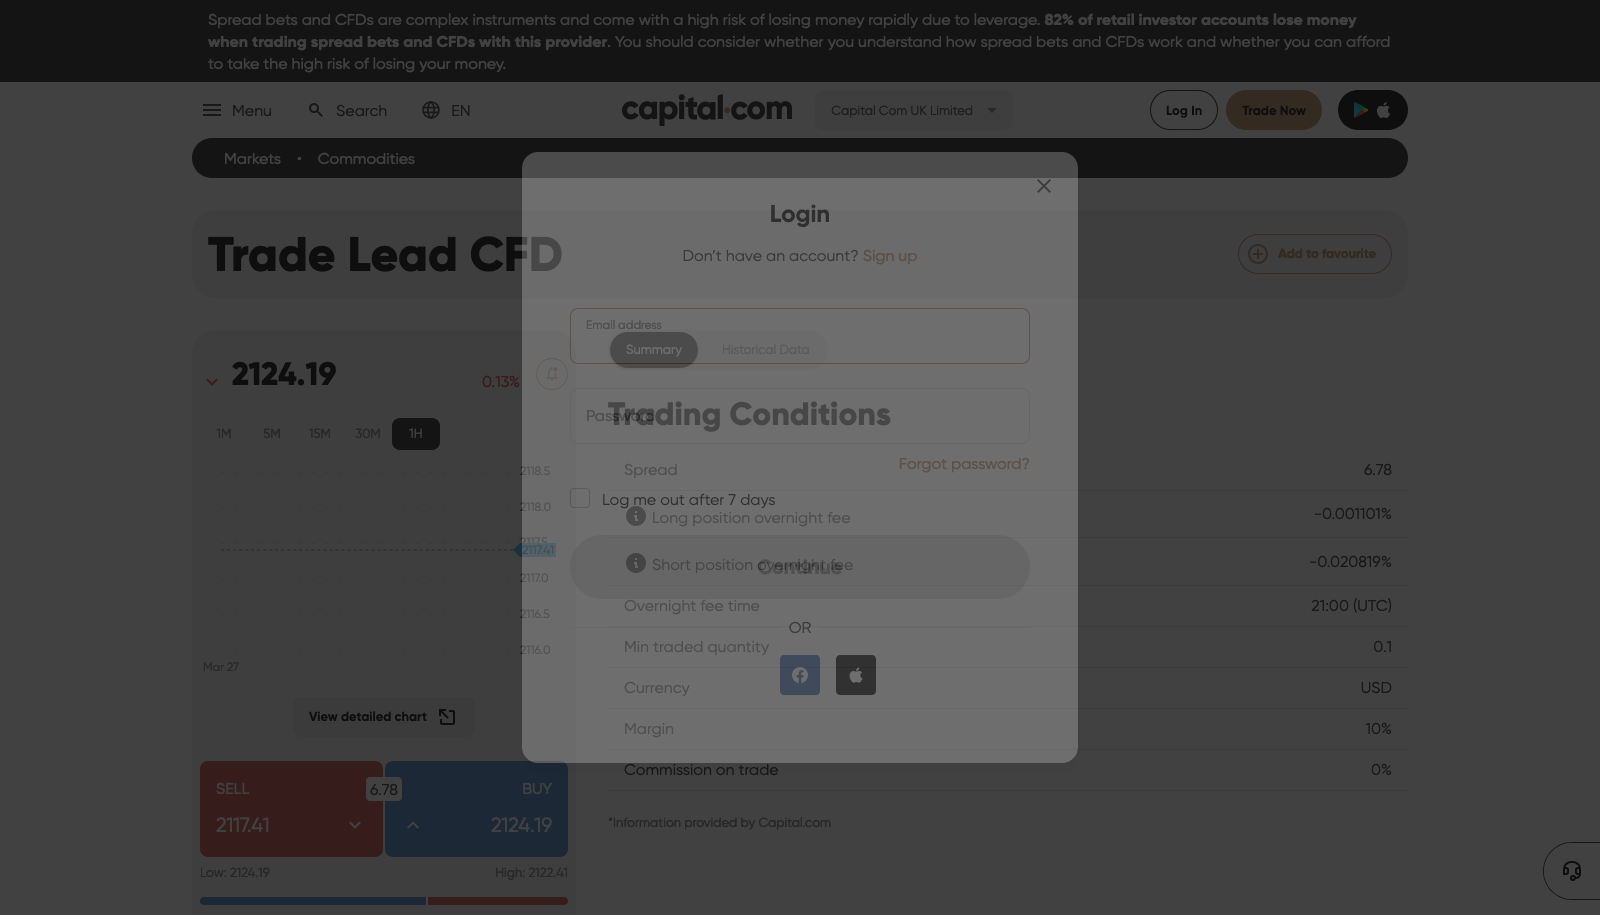 Spread bets and CFDs are complex instruments and come with a high risk of losing money rapidly due to leverage. 82% of retail investor accounts lose money
when trading spread bets and CFDs with this provider. You should consider whether you understand how spread bets and CFDs work and whether you can afford
to take the high risk of losing your money.
Menu
Search
EN
capital.com
Capital Com UK Limited
Log In
Trade Now
Markets • Commodities
Login
Don't have an account? Sign up
Trade Lead CFD
Add to favourite
Email address
Summary
Historical Data
2124.19
0.13%
Password
Trading Conditions
1M
5M
15M
30M
1H
Forgot password?
Spread
6.78
Log me out after 7 days
Long position overnight fee
-0.001101%
Short position overnight fee
-0.020819%
Continue
Overnight fee time
21:00 (UTC)
OR
Min traded quantity
0.1
Currency
USD
Margin
10%
Commission on trade
0%
*Information provided by Capital.com
2118.5
2118.0
2117.5
2117.41
2117.0
2116.5
2116.0
Mar 27
View detailed chart
SELL
6.78
BUY
2117.41
2124.19
Low: 2124.19
High: 2122.41